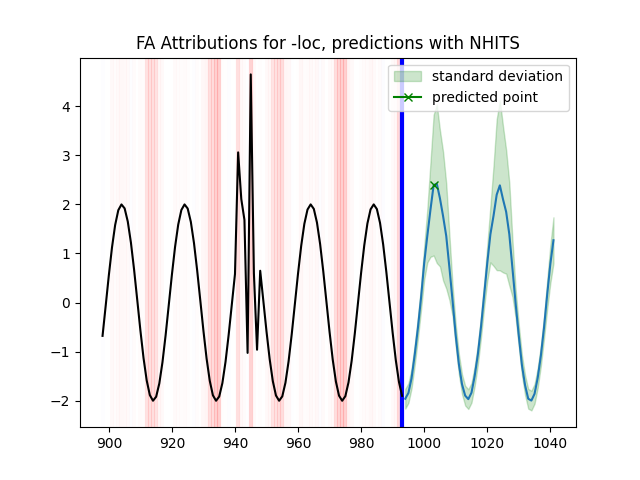 FA Attributions for -loc, predictions with NHITS
standard deviation
predicted point
4
3
2
1
0
−1
−2
900 920 940 960 980 1000 1020 1040